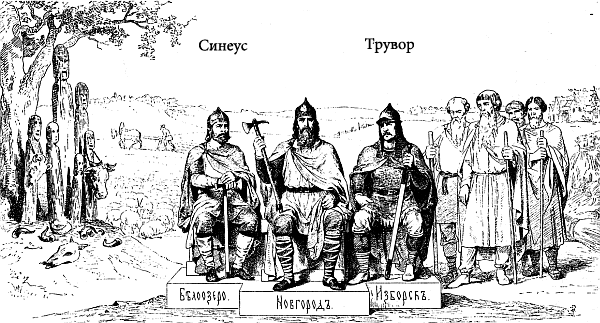 Синеус
Трувор
Бѣлоозеро.
Новгородъ.
Изборскъ.